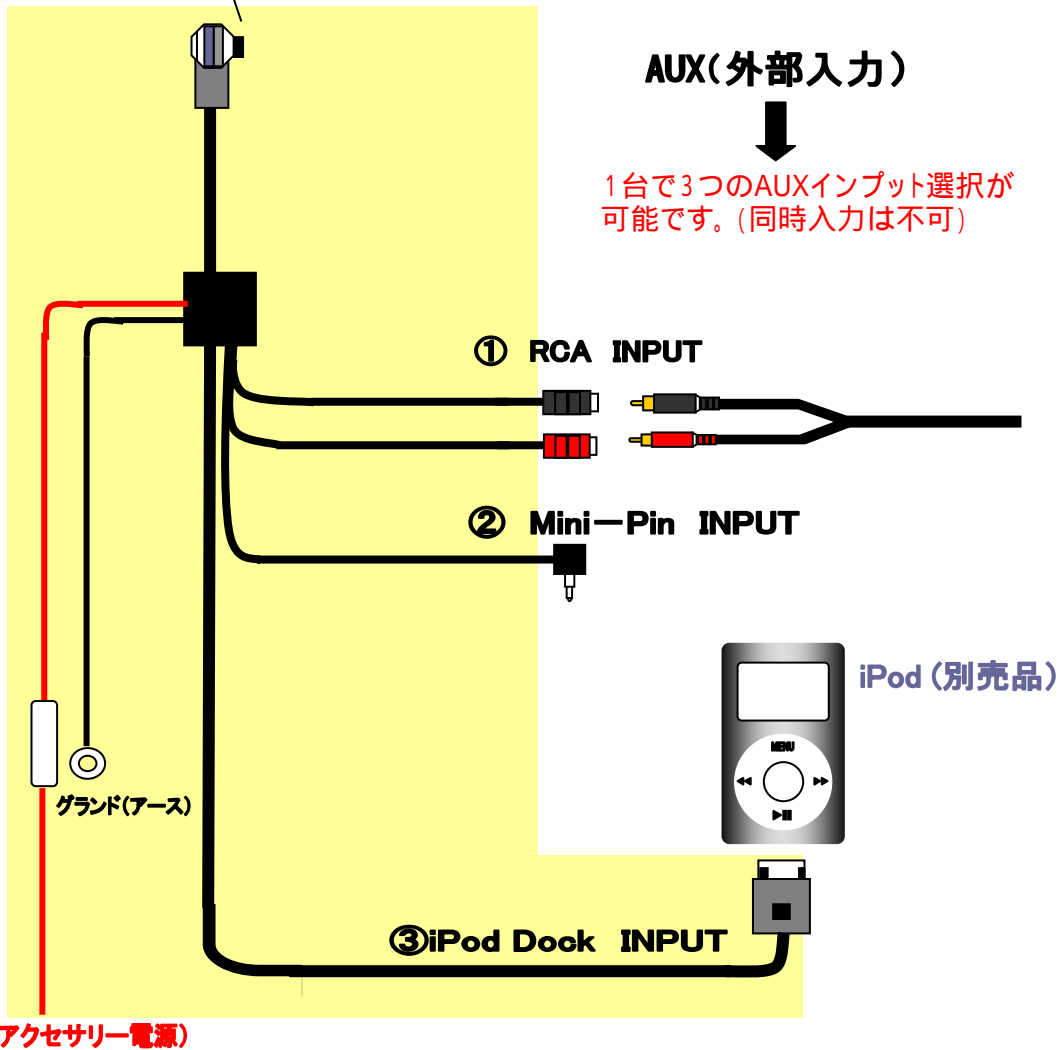 AUX(外部入力)
1台で3つのAUXインプット選択が
可能です。(同時入力は不可)
① RCA INPUT
② Mini－Pin INPUT
iPod (別売品)
MENU
グランド(アース)
③iPod Dock INPUT
アクセサリー電源)